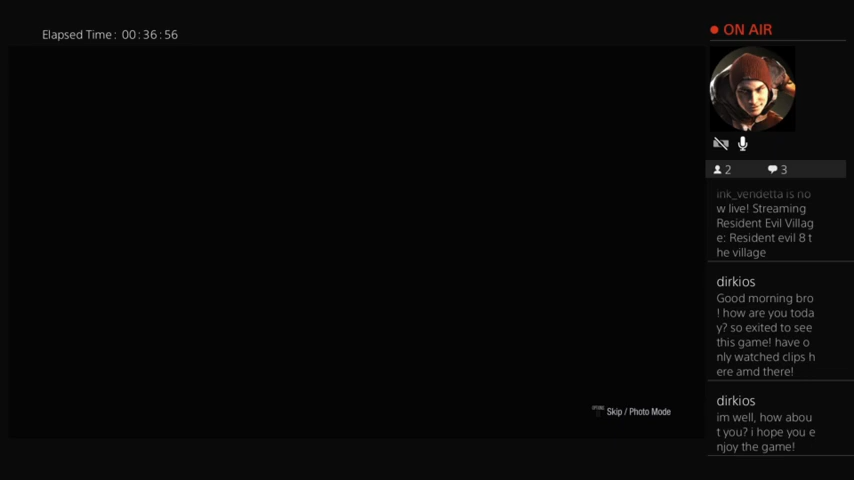 Elapsed Time: 00:36:56
ON AIR
2
3
ink_vendetta is no
w live! Streaming
Resident Evil Villag
e: Resident evil 8 t
he village
dirkios
Good morning bro
! how are you toda
y? so exited to see
this game! have o
nly watched clips h
ere amd there!
OPTIONS Skip / Photo Mode
dirkios
im well, how abou
t you? i hope you e
njoy the game!